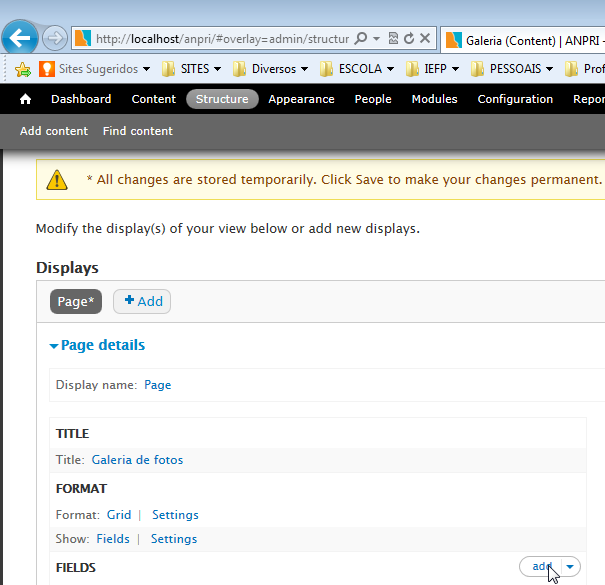 http://localhost/anpri/#overlay=admin/structur
Galeria (Content) | ANPRI -
Sites Sugeridos SITES Diversos ESCOLA IEFP PESSOAIS Prof
Dashboard Content Structure Appearance People Modules Configuration Repor
Add content Find content
* All changes are stored temporarily. Click Save to make your changes permanent.
Modify the display(s) of your view below or add new displays.
Displays
Page* Add
Page details
Display name: Page
TITLE
Title: Galeria de fotos
FORMAT
Format: Grid | Settings
Show: Fields | Settings
FIELDS add